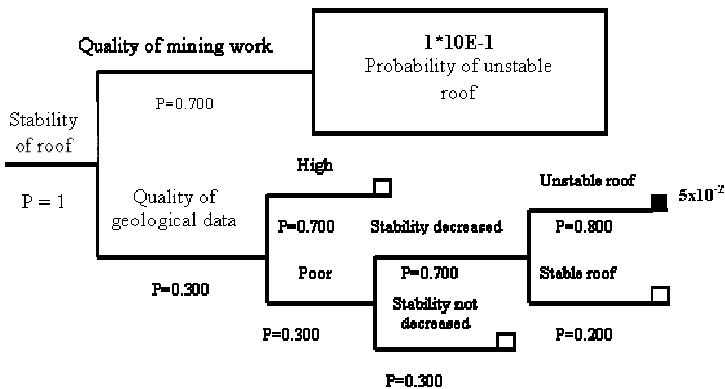 Quality of mining work
1*10E-1
Probability of unstable
roof
P=0.700
Stability
of roof
P = 1
Quality of
geological data
P=0.300
High
P=0.700
Poor
P=0.300
Stability decreased
P=0.700
Stability not
decreased
P=0.300
Unstable roof
5x10⁻²
P=0.800
Stable roof
P=0.200